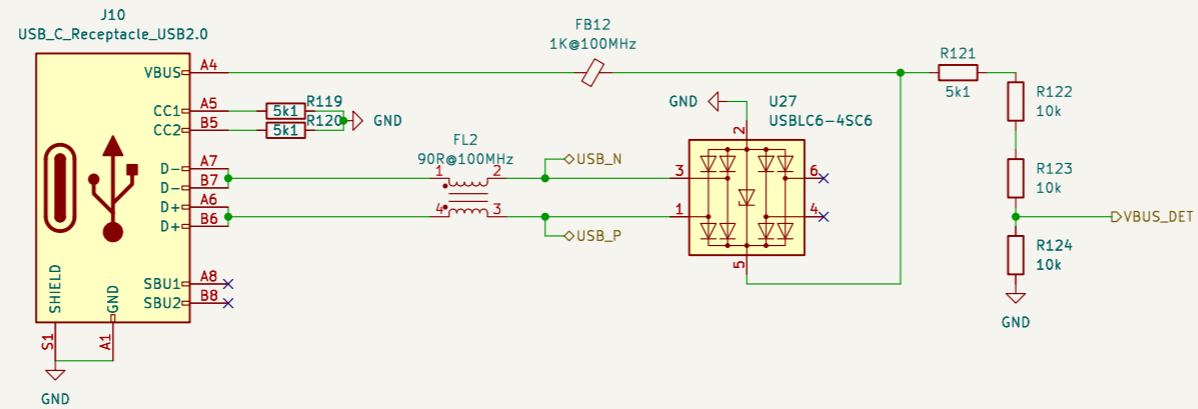 J10
USB_C_Receptacle_USB2.0
VBUS
A4
CC1
A5
CC2
B5
D-
A7
D-
B7
D+
A6
D+
B6
SBU1
A8
SBU2
B8
SHIELD
GND
S1
A1
GND
5k1
R119
5k1
R120
GND
FB12
1K@100MHz
FL2
90R@100MHz
1
2
4
3
USB_N
USB_P
GND
U27
USBLC6-4SC6
2
3
6
1
4
5
R121
5k1
R122
10k
R123
10k
VBUS_DET
R124
10k
GND